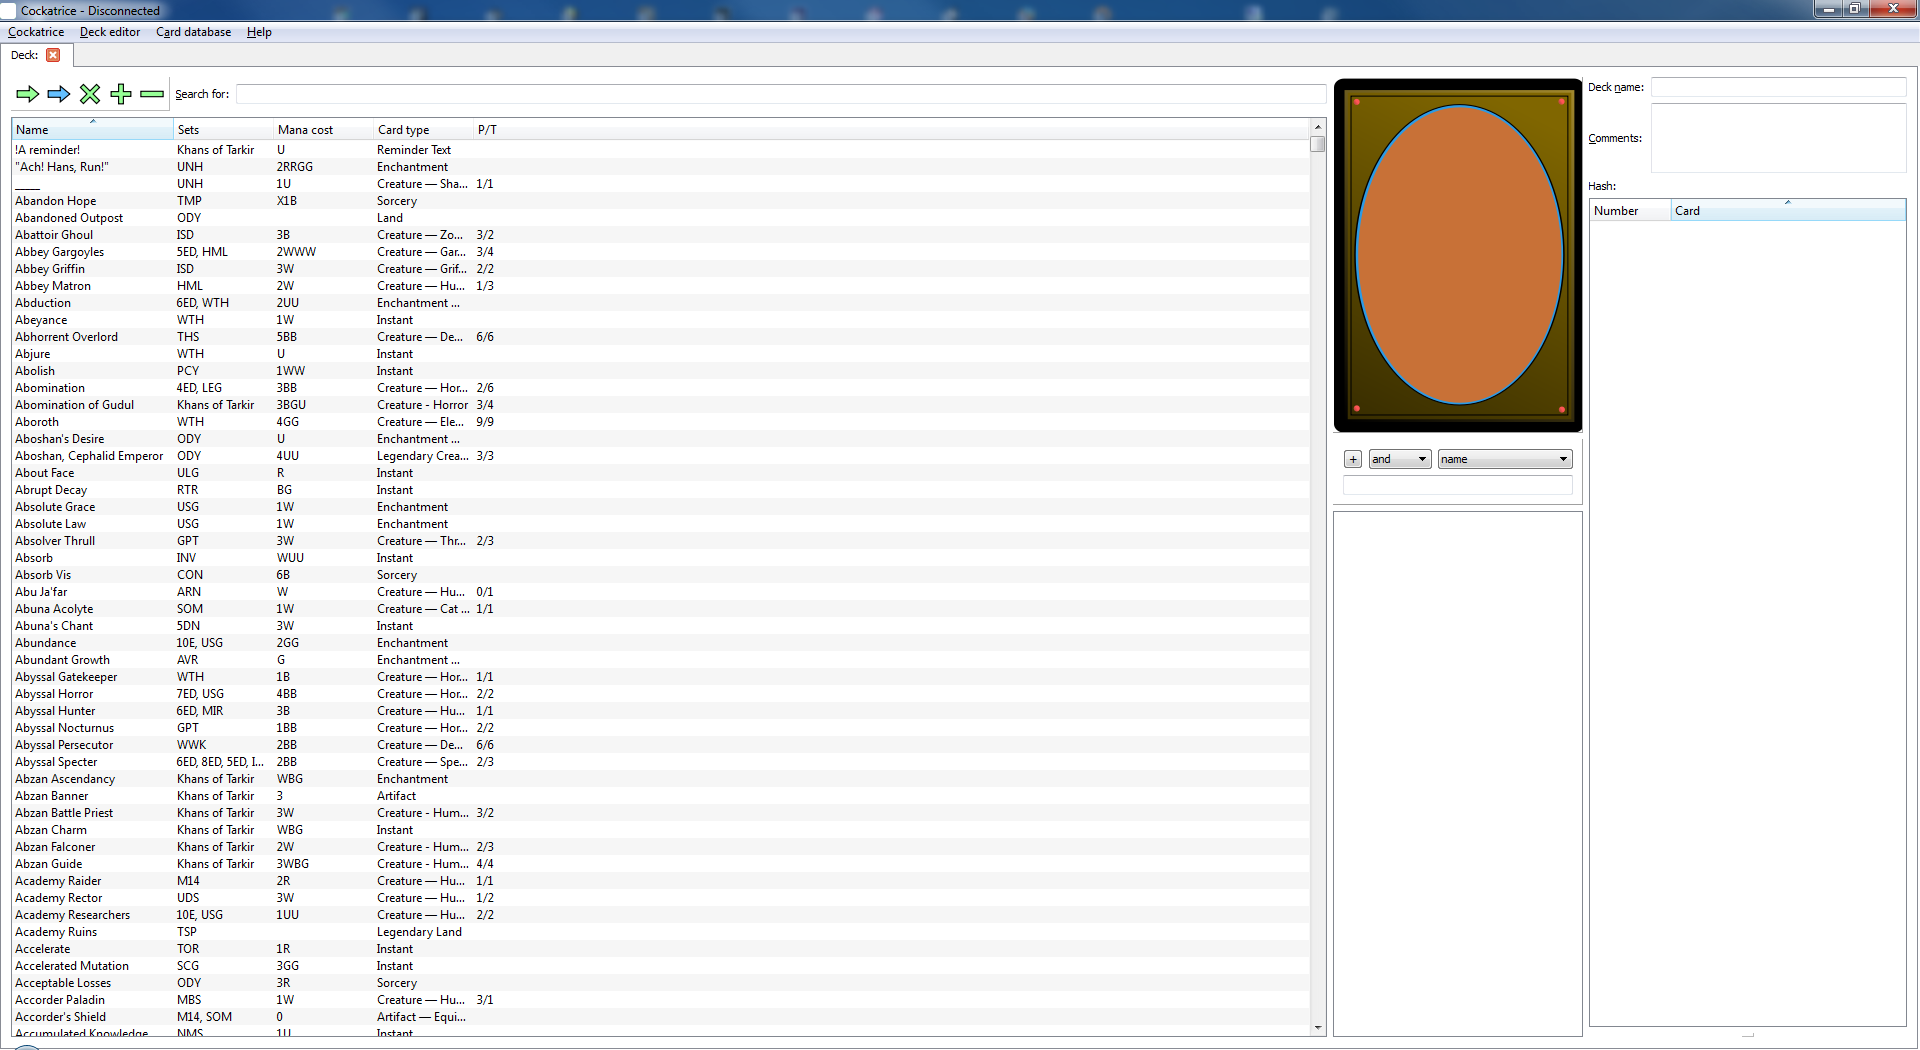 Cockatrice - Disconnected
Cockatrice Deck editor Card database Help
Deck:
Search for:
Name Sets Mana cost Card type P/T
!A reminder! Khans of Tarkir U Reminder Text
"Ach! Hans, Run!" UNH 2RRGG Enchantment
_____ UNH 1U Creature — Sha... 1/1
Abandon Hope TMP X1B Sorcery
Abandoned Outpost ODY Land
Abattoir Ghoul ISD 3B Creature — Zo... 3/2
Abbey Gargoyles 5ED, HML 2WWW Creature — Gar... 3/4
Abbey Griffin ISD 3W Creature — Grif... 2/2
Abbey Matron HML 2W Creature — Hu... 1/3
Abduction 6ED, WTH 2UU Enchantment ...
Abeyance WTH 1W Instant
Abhorrent Overlord THS 5BB Creature — De... 6/6
Abjure WTH U Instant
Abolish PCY 1WW Instant
Abomination 4ED, LEG 3BB Creature — Hor... 2/6
Abomination of Gudul Khans of Tarkir 3BGU Creature - Horror 3/4
Aboroth WTH 4GG Creature — Ele... 9/9
Aboshan's Desire ODY U Enchantment ...
Aboshan, Cephalid Emperor ODY 4UU Legendary Crea... 3/3
About Face ULG R Instant
Abrupt Decay RTR BG Instant
Absolute Grace USG 1W Enchantment
Absolute Law USG 1W Enchantment
Absolver Thrull GPT 3W Creature — Thr... 2/3
Absorb INV WUU Instant
Absorb Vis CON 6B Sorcery
Abu Ja'far ARN W Creature — Hu... 0/1
Abuna Acolyte SOM 1W Creature — Cat ... 1/1
Abuna's Chant 5DN 3W Instant
Abundance 10E, USG 2GG Enchantment
Abundant Growth AVR G Enchantment ...
Abyssal Gatekeeper WTH 1B Creature — Hor... 1/1
Abyssal Horror 7ED, USG 4BB Creature — Hor... 2/2
Abyssal Hunter 6ED, MIR 3B Creature — Hu... 1/1
Abyssal Nocturnus GPT 1BB Creature — Hor... 2/2
Abyssal Persecutor WWK 2BB Creature — De... 6/6
Abyssal Specter 6ED, 8ED, 5ED, I... 2BB Creature — Spe... 2/3
Abzan Ascendancy Khans of Tarkir WBG Enchantment
Abzan Banner Khans of Tarkir 3 Artifact
Abzan Battle Priest Khans of Tarkir 3W Creature - Hum... 3/2
Abzan Charm Khans of Tarkir WBG Instant
Abzan Falconer Khans of Tarkir 2W Creature - Hum... 2/3
Abzan Guide Khans of Tarkir 3WBG Creature - Hum... 4/4
Academy Raider M14 2R Creature — Hu... 1/1
Academy Rector UDS 3W Creature — Hu... 1/2
Academy Researchers 10E, USG 1UU Creature — Hu... 2/2
Academy Ruins TSP Legendary Land
Accelerate TOR 1R Instant
Accelerated Mutation SCG 3GG Instant
Acceptable Losses ODY 3R Sorcery
Accorder Paladin MBS 1W Creature — Hu... 3/1
Accorder's Shield M14, SOM 0 Artifact — Equi...
Accumulated Knowledge NMS 1U Instant
+ and name
Deck name:
Comments:
Hash:
Number Card